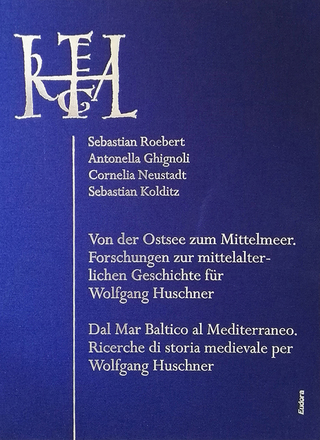 Sebastian Roebert
Antonella Ghignoli
Cornelia Neustadt
Sebastian Kolditz
Von der Ostsee zum Mittelmeer.
Forschungen zur mittelalter-
lichen Geschichte für
Wolfgang Huschner
Dal Mar Baltico al Mediterraneo.
Ricerche di storia medievale per
Wolfgang Huschner
Eudora